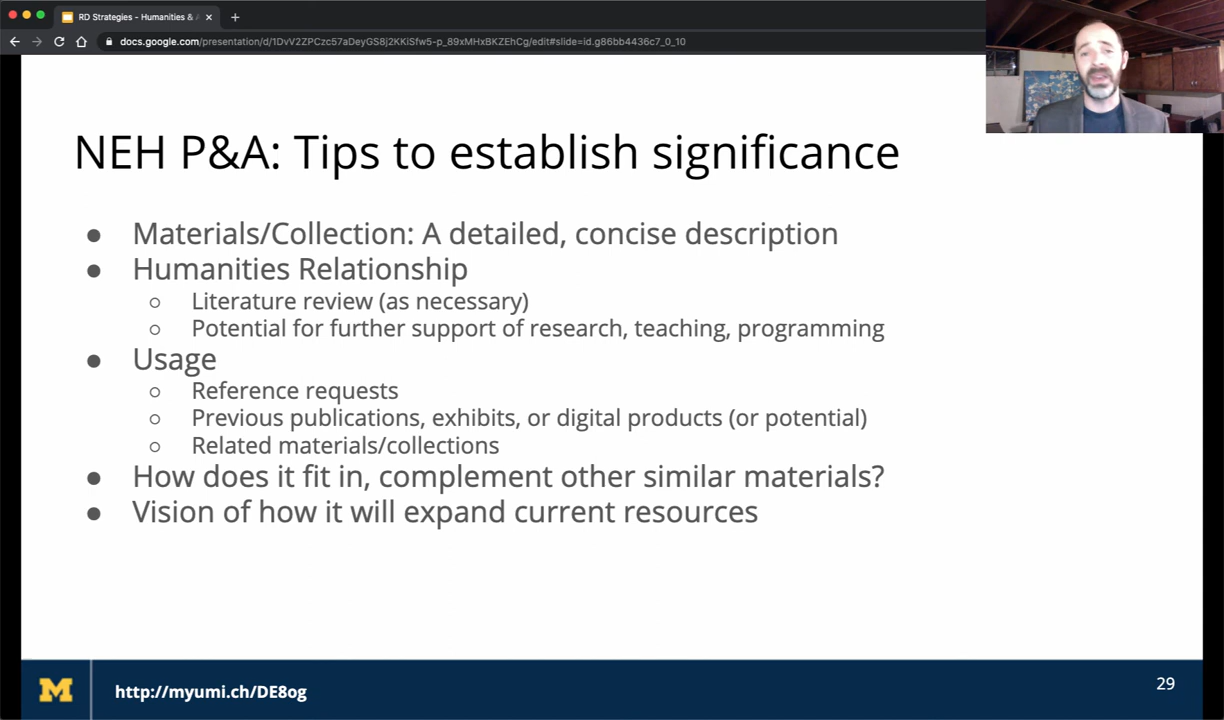 RD Strategies - Humanities &
docs.google.com/presentation/d/1DvV2ZPCzc57aDeyGS8j2KKiSfw5-p_89xMHxBKZEhCg/edit#slide=id.g86bb4436c7_0_10
NEH P&A: Tips to establish significance
● Materials/Collection: A detailed, concise description
● Humanities Relationship
○ Literature review (as necessary)
○ Potential for further support of research, teaching, programming
● Usage
○ Reference requests
○ Previous publications, exhibits, or digital products (or potential)
○ Related materials/collections
● How does it fit in, complement other similar materials?
● Vision of how it will expand current resources
M
http://myumi.ch/DE8og
29